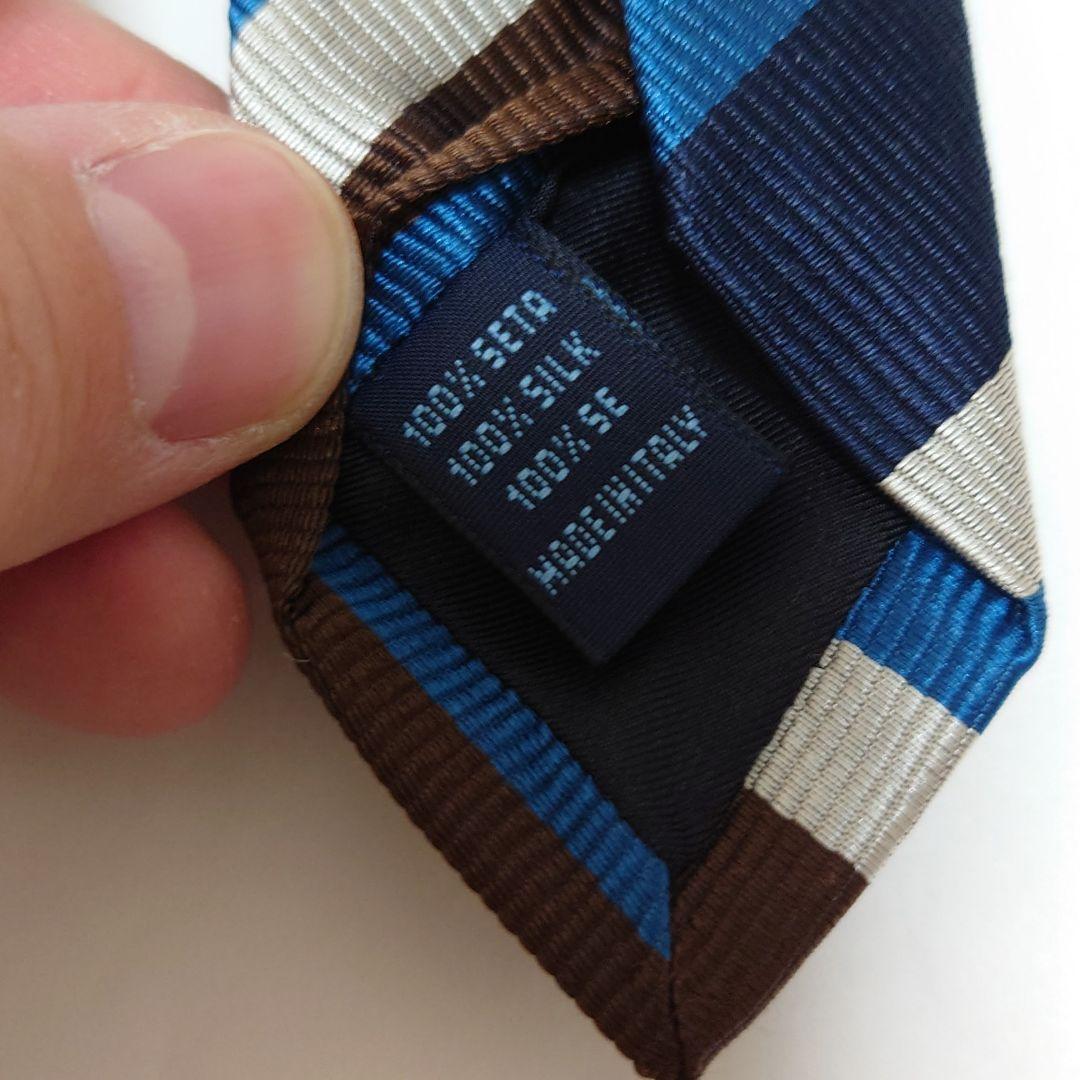 100% SETA
100% SILK
100% SE
MADE IN ITALY